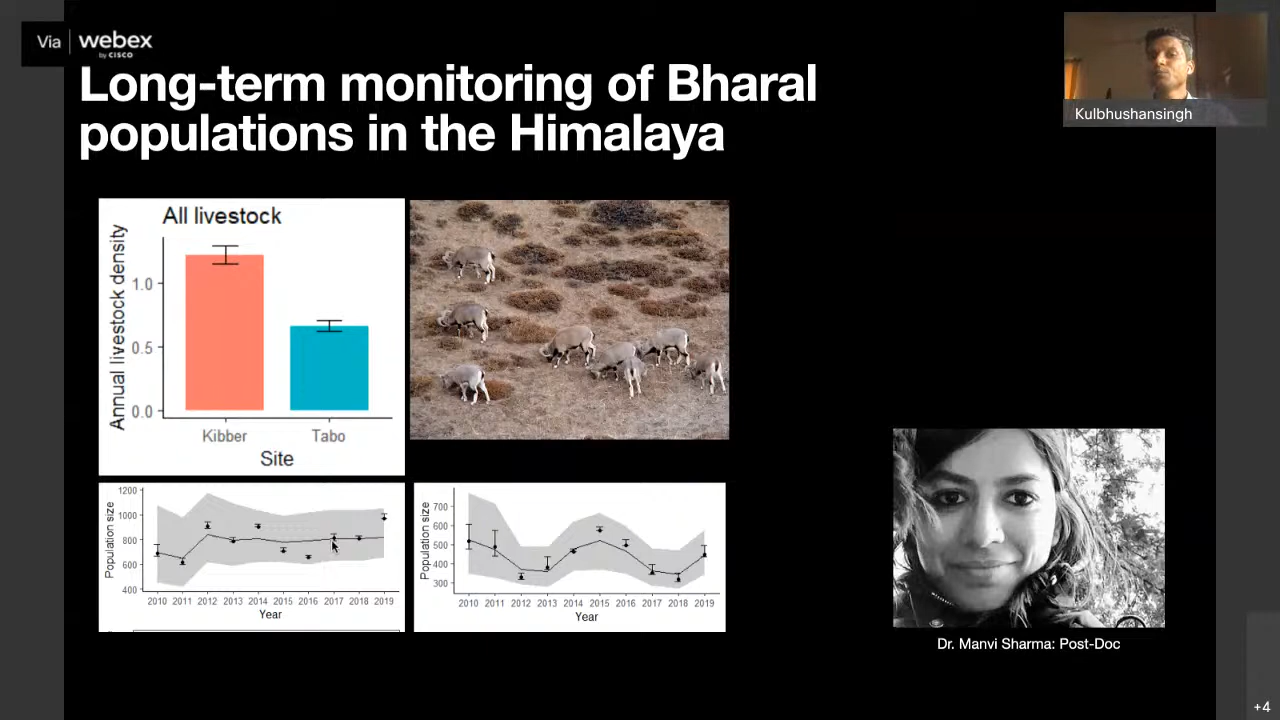 Via webex
by CISCO
Long-term monitoring of Bharal
populations in the Himalaya
Kulbhushansingh
All livestock
Annual livestock density
1.0
0.5
0.0
Kibber Tabo
Site
Population size
1200
1000
800
600
400
2010 2011 2012 2013 2014 2015 2016 2017 2018 2019
Year
Population size
700
600
500
400
300
2010 2011 2012 2013 2014 2015 2016 2017 2018 2019
Year
Dr. Manvi Sharma: Post-Doc
+4